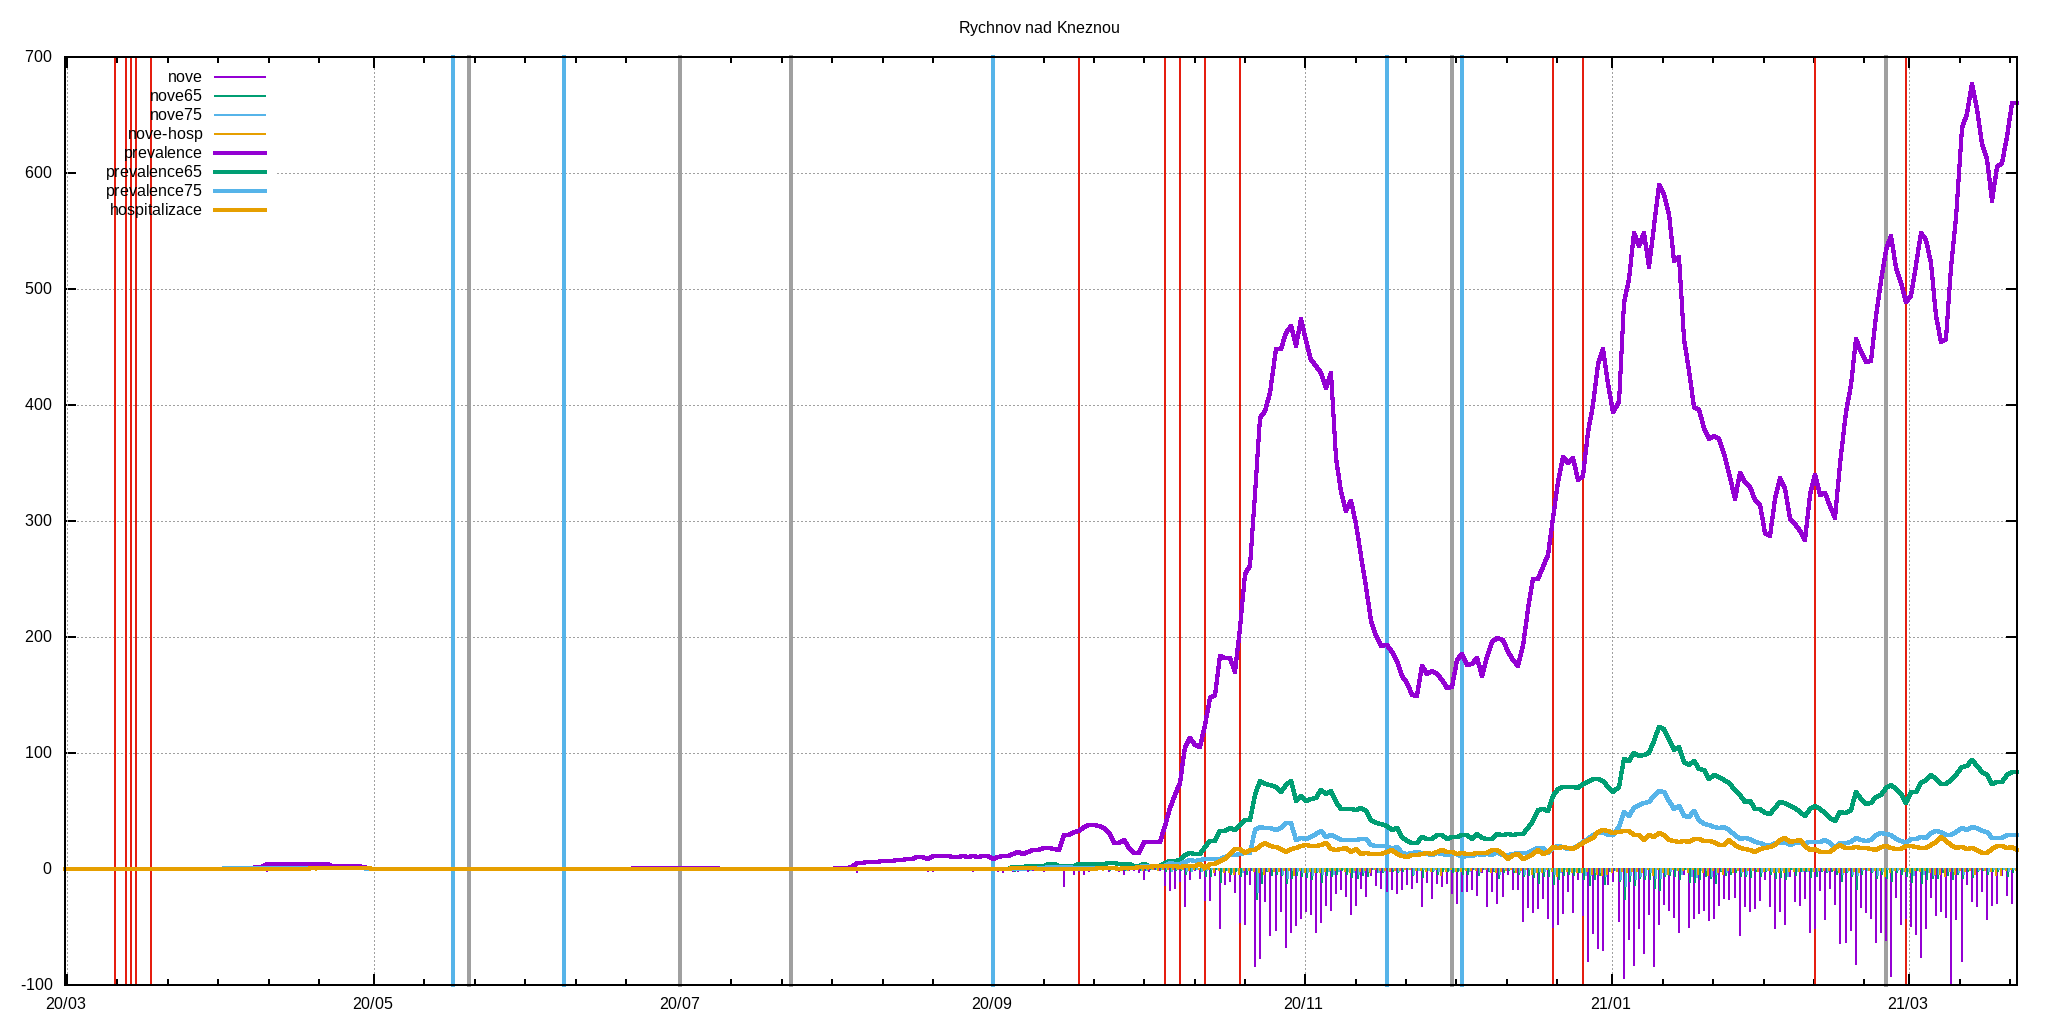 Rychnov nad Kneznou
700
600
500
400
300
200
100
0
-100
nove
nove65
nove75
nove-hosp
prevalence
prevalence65
prevalence75
hospitalizace
20/03
20/05
20/07
20/09
20/11
21/01
21/03